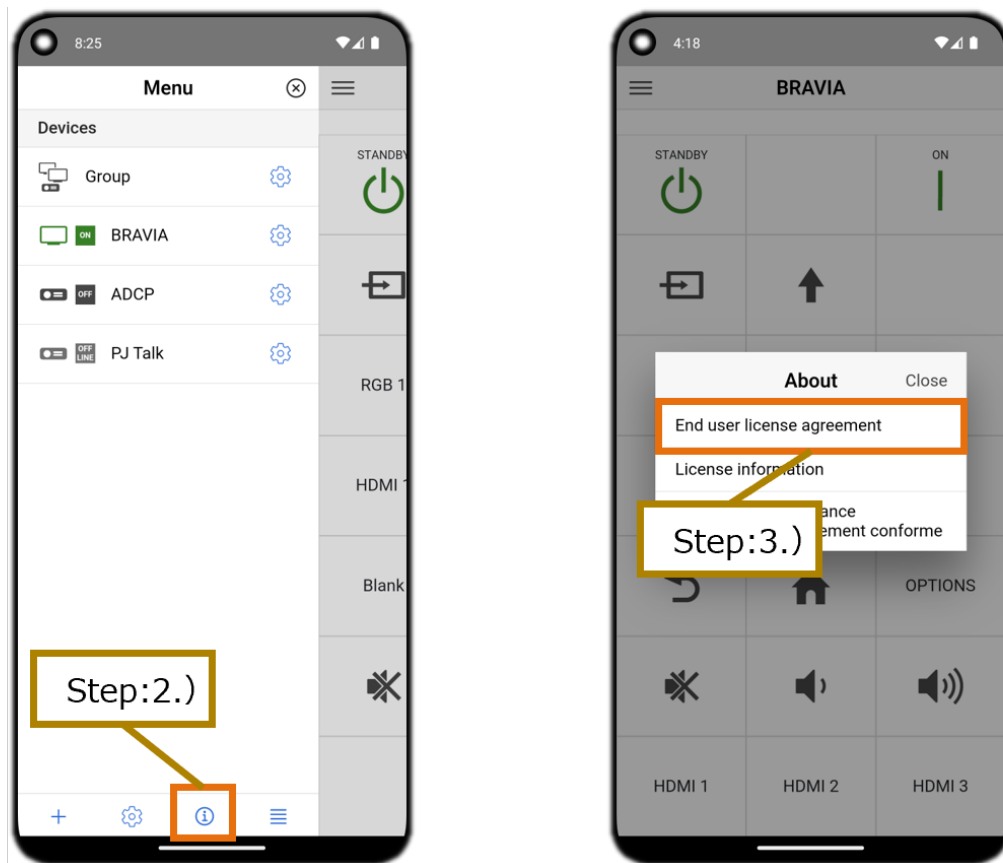 8:25
Menu
Devices
Group
ON
BRAVIA
OFF
ADCP
OFF
LINE
PJ Talk
STANDBY
RGB 1
HDMI
Blank
Step:2.)
4:18
BRAVIA
STANDBY
ON
About
Close
End user license agreement
License information
ance
ement conforme
Step:3.)
OPTIONS
HDMI 1
HDMI 2
HDMI 3